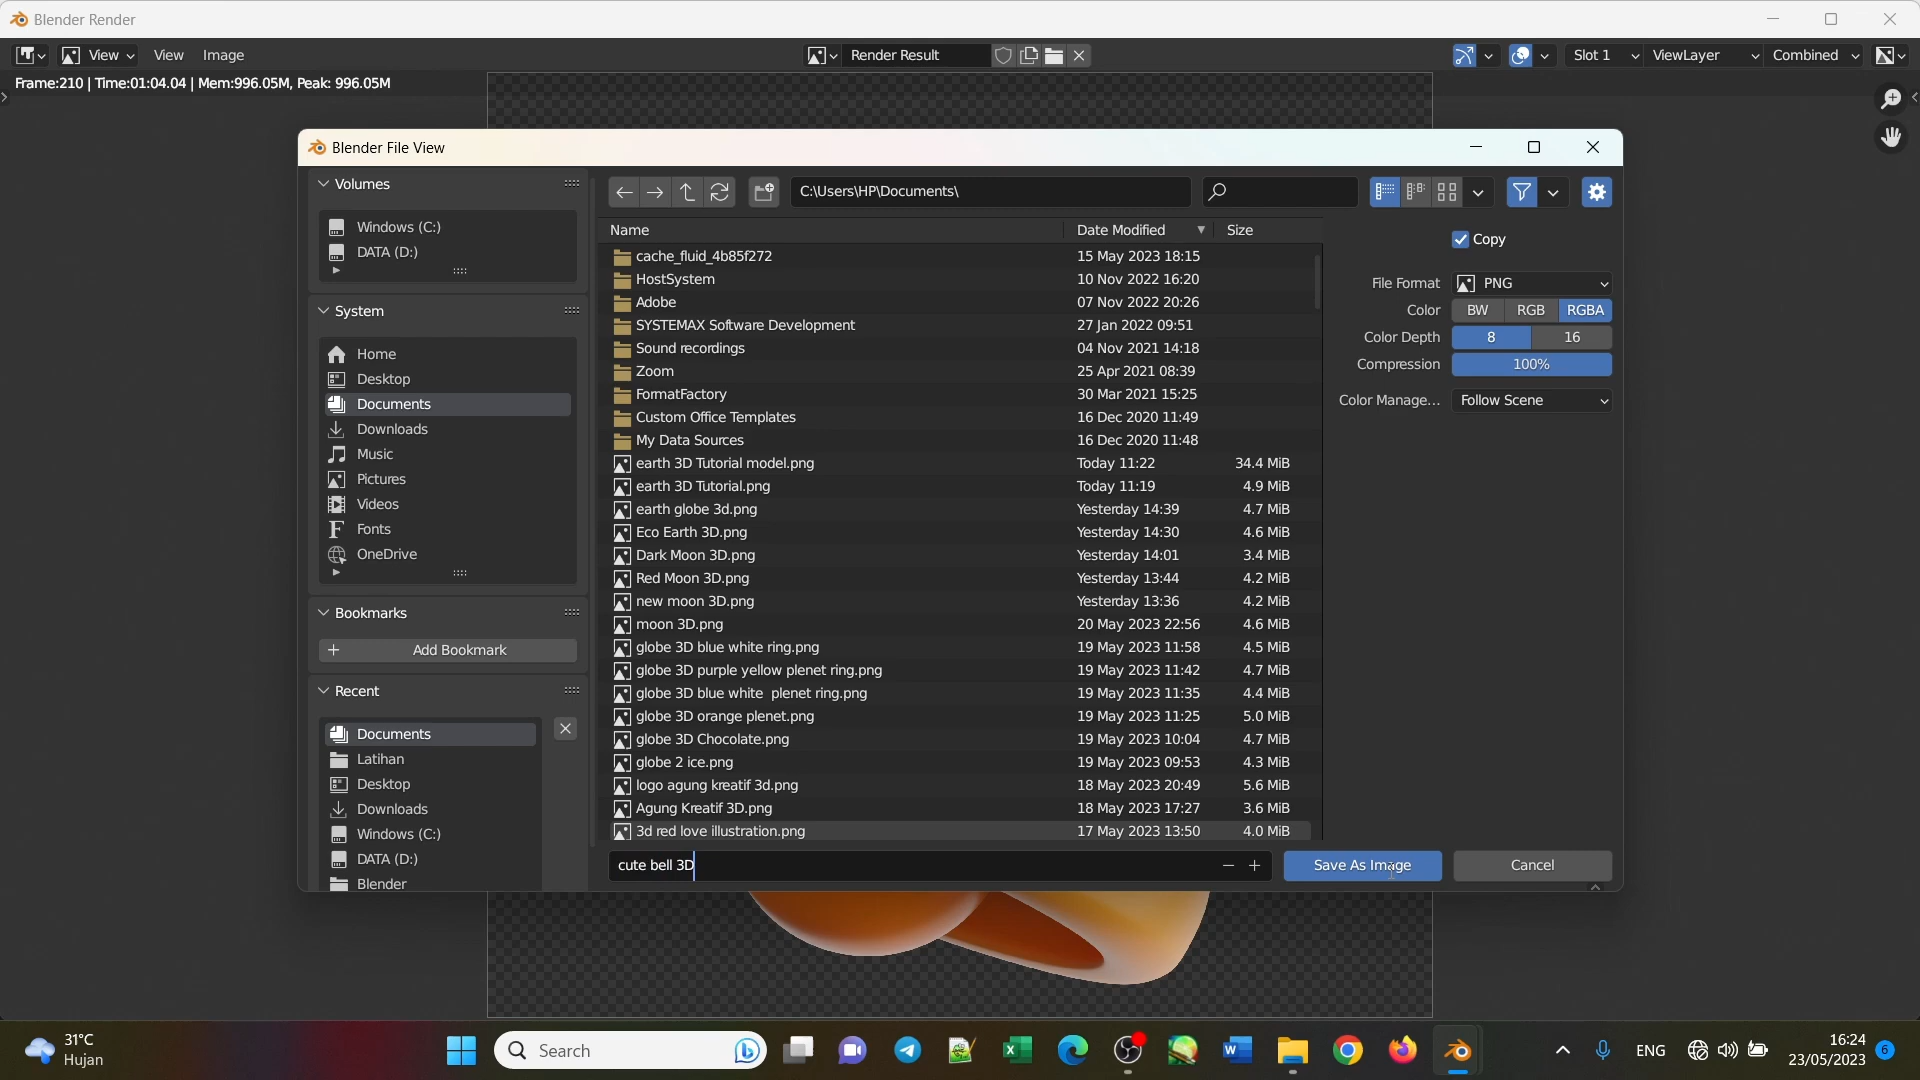 Blender Render
View View Image Render Result Slot 1 ViewLayer Combined
Frame:210 | Time:01:04.04 | Mem:996.05M, Peak: 996.05M
Blender File View
Volumes
Windows (C:)
DATA (D:)
System
Home
Desktop
Documents
Downloads
Music
Pictures
Videos
Fonts
OneDrive
Bookmarks
Add Bookmark
Recent
Documents
Latihan
Desktop
Downloads
Windows (C:)
DATA (D:)
Blender
C:\Users\HP\Documents\
Name Date Modified Size
cache_fluid_4b85f272 15 May 2023 18:15
HostSystem 10 Nov 2022 16:20
Adobe 07 Nov 2022 20:26
SYSTEMAX Software Development 27 Jan 2022 09:51
Sound recordings 04 Nov 2021 14:18
Zoom 25 Apr 2021 08:39
FormatFactory 30 Mar 2021 15:25
Custom Office Templates 16 Dec 2020 11:49
My Data Sources 16 Dec 2020 11:48
earth 3D Tutorial model.png Today 11:22 34.4 MiB
earth 3D Tutorial.png Today 11:19 4.9 MiB
earth globe 3d.png Yesterday 14:39 4.7 MiB
Eco Earth 3D.png Yesterday 14:30 4.6 MiB
Dark Moon 3D.png Yesterday 14:01 3.4 MiB
Red Moon 3D.png Yesterday 13:44 4.2 MiB
new moon 3D.png Yesterday 13:36 4.2 MiB
moon 3D.png 20 May 2023 22:56 4.6 MiB
globe 3D blue white ring.png 19 May 2023 11:58 4.5 MiB
globe 3D purple yellow plenet ring.png 19 May 2023 11:42 4.7 MiB
globe 3D blue white  plenet ring.png 19 May 2023 11:35 4.4 MiB
globe 3D orange plenet.png 19 May 2023 11:25 5.0 MiB
globe 3D Chocolate.png 19 May 2023 10:04 4.7 MiB
globe 2 ice.png 19 May 2023 09:53 4.3 MiB
logo agung kreatif 3d.png 18 May 2023 20:49 5.6 MiB
Agung Kreatif 3D.png 18 May 2023 17:27 3.6 MiB
3d red love illustration.png 17 May 2023 13:50 4.0 MiB
cute bell 3D Save As Image Cancel
Copy
File Format PNG
Color BW RGB RGBA
Color Depth 8 16
Compression 100%
Color Manage... Follow Scene
31°C
Hujan
Search
ENG
16:24
23/05/2023
6